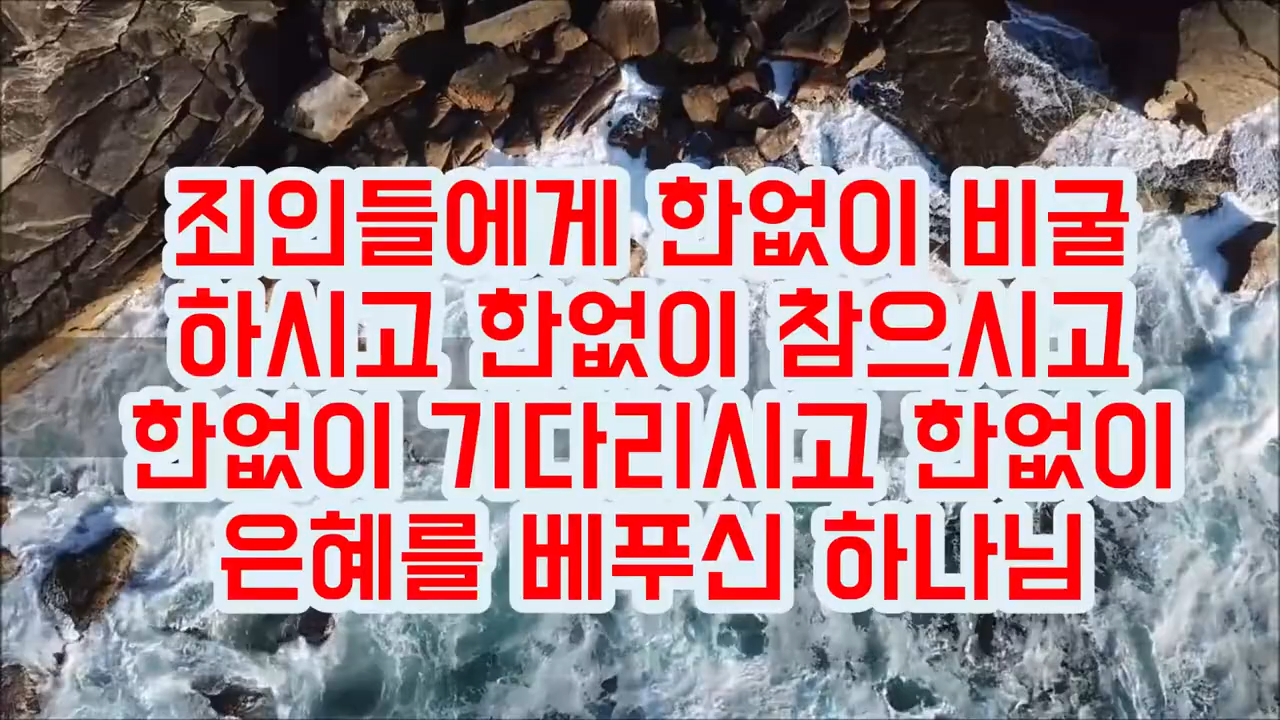 죄인들에게 한없이 비굴
하시고 한없이 참으시고
한없이 기다리시고 한없이
은혜를 베푸신 하나님